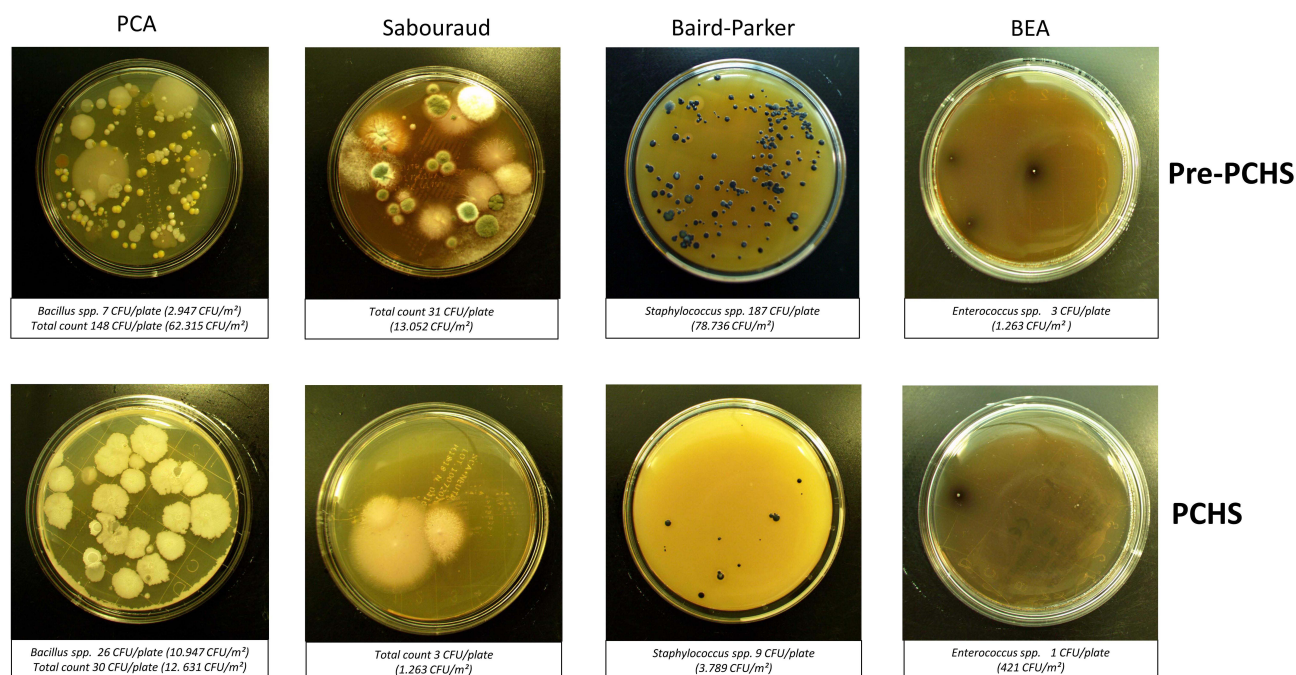 PCA
Sabouraud
Baird-Parker
BEA
Pre-PCHS
Bacillus spp. 7 CFU/plate (2.947 CFU/m²)
Total count 148 CFU/plate (62.315 CFU/m²)
Total count 31 CFU/plate
(13.052 CFU/m²)
Staphylococcus spp. 187 CFU/plate
(78.736 CFU/m²)
Enterococcus spp. 3 CFU/plate
(1.263 CFU/m² )
PCHS
Bacillus spp. 26 CFU/plate (10.947 CFU/m²)
Total count 30 CFU/plate (12. 631 CFU/m²)
Total count 3 CFU/plate
(1.263 CFU/m²)
Staphylococcus spp. 9 CFU/plate
(3.789 CFU/m²)
Enterococcus spp. 1 CFU/plate
(421 CFU/m²)